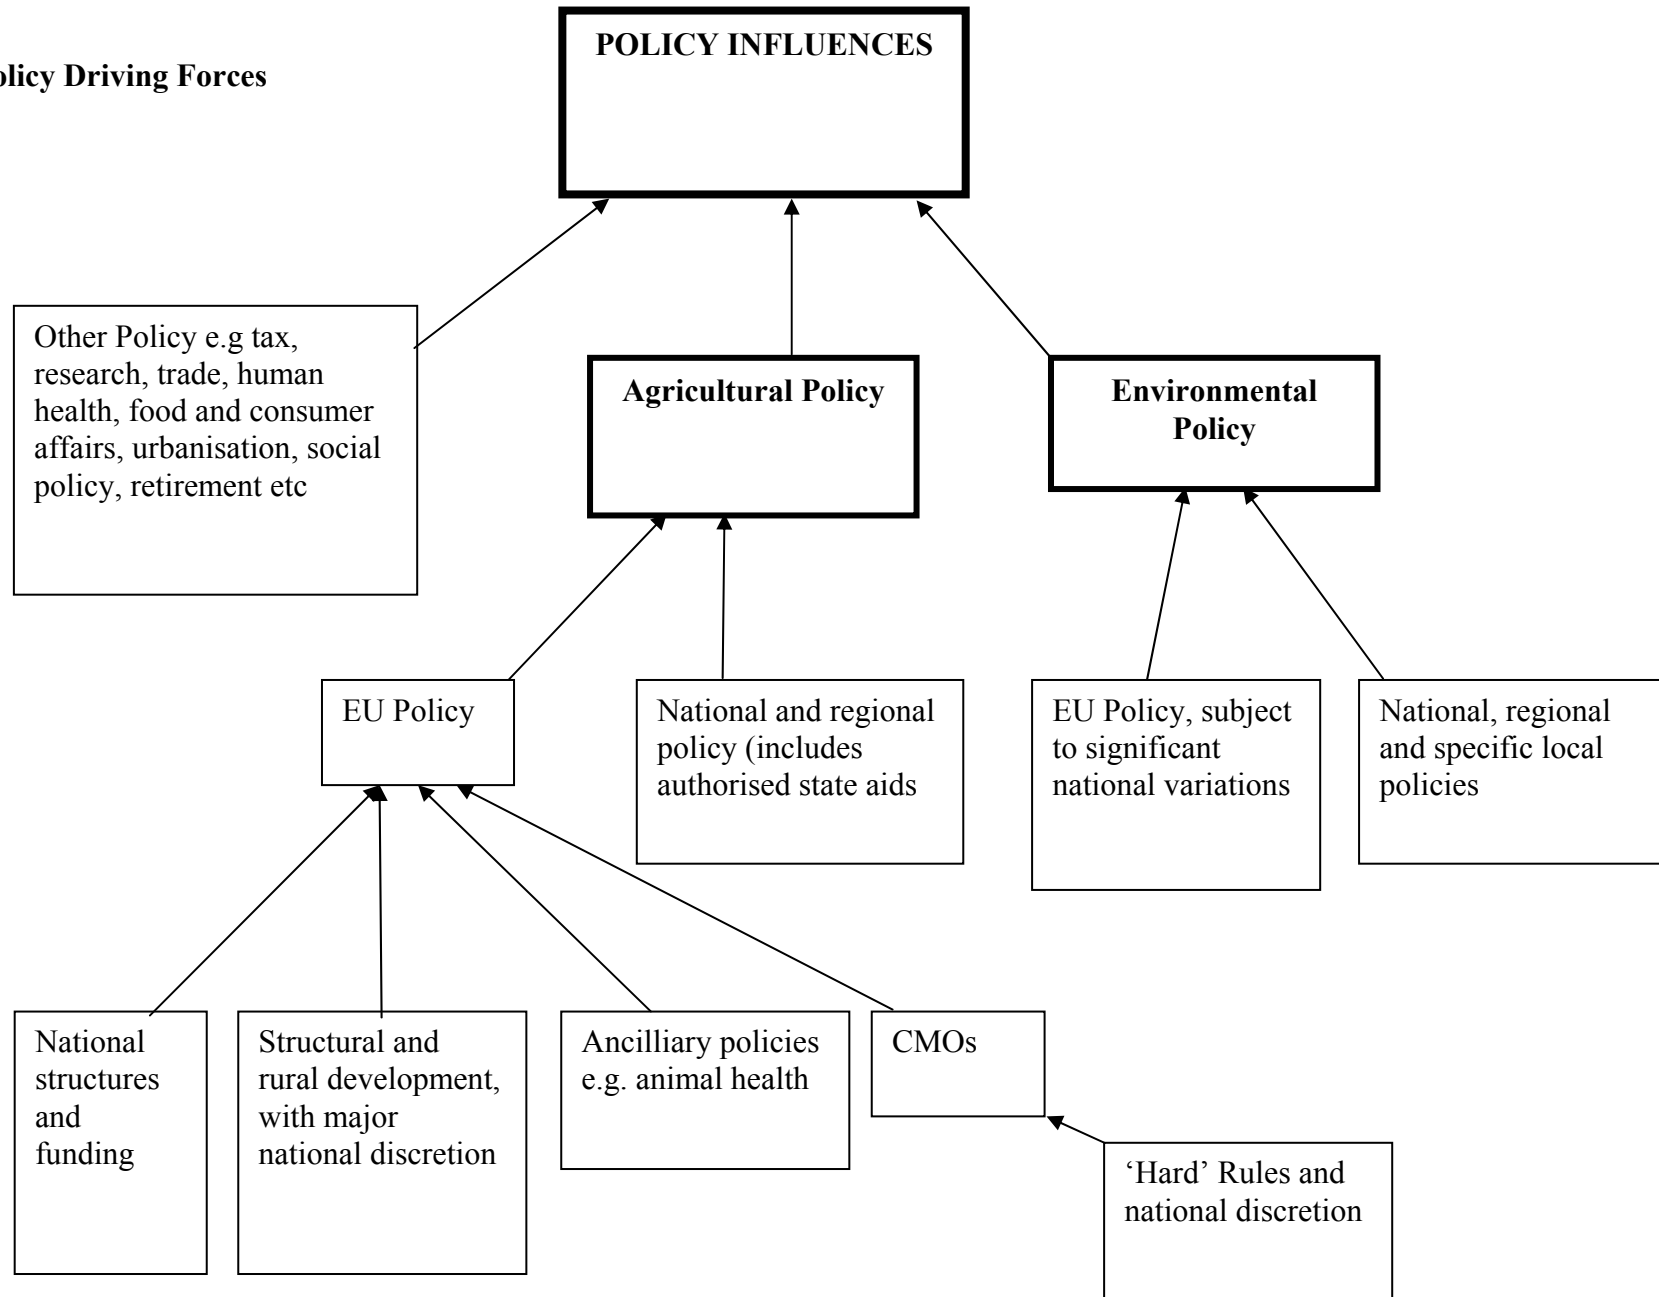 POLICY INFLUENCES
olicy Driving Forces
Other Policy e.g tax,
research, trade, human
health, food and consumer
affairs, urbanisation, social
policy, retirement etc
Agricultural Policy
Environmental
Policy
EU Policy
National and regional
policy (includes
authorised state aids
EU Policy, subject
to significant
national variations
National, regional
and specific local
policies
National
structures
and
funding
Structural and
rural development,
with major
national discretion
Ancilliary policies
e.g. animal health
CMOs
‘Hard’ Rules and
national discretion